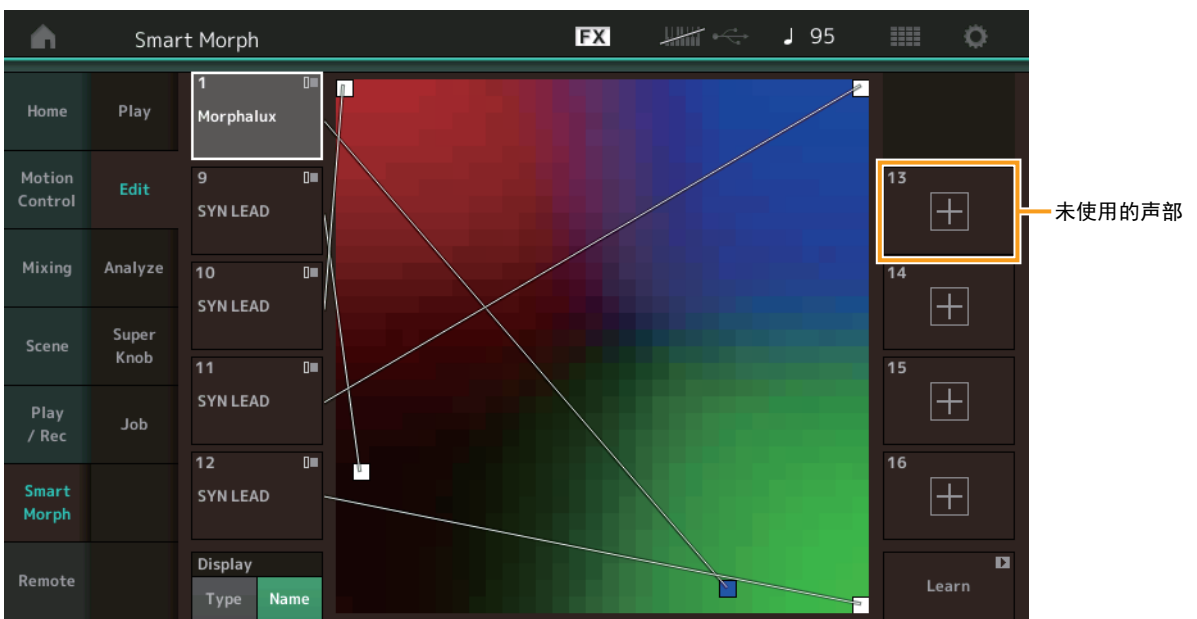 Smart Morph
FX
95
Home
Play
Motion
Control
Edit
Mixing
Analyze
Scene
Super
Knob
Play
/ Rec
Job
Smart
Morph
Remote
1
Morphalux
9
SYN LEAD
10
SYN LEAD
11
SYN LEAD
12
SYN LEAD
Display
Type
Name
13
未使用的声部
14
15
16
Learn